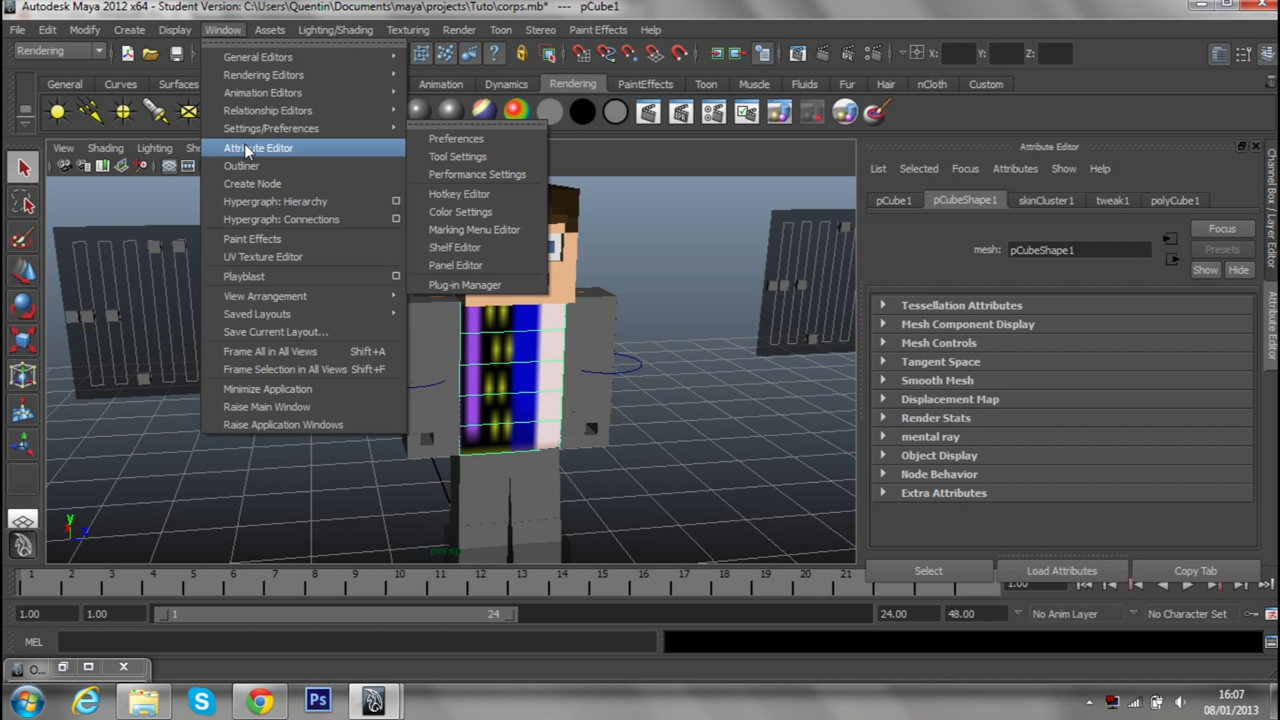 Autodesk Maya 2012 x64 - Student Version: C:\Users\Quentin\Documents\maya\projects\Tuto\corps.mb* --- pCube1
File Edit Modify Create Display Window Assets Lighting/Shading Texturing Render Toon Stereo Paint Effects Help
Rendering
X: Y: Z:
General Curves Surfaces Animation Dynamics Rendering PaintEffects Toon Muscle Fluids Fur Hair nCloth Custom
View Shading Lighting
General Editors
Rendering Editors
Animation Editors
Relationship Editors
Settings/Preferences
Attribute Editor
Outliner
Create Node
Hypergraph: Hierarchy
Hypergraph: Connections
Paint Effects
UV Texture Editor
Playblast
View Arrangement
Saved Layouts
Save Current Layout...
Frame All in All Views Shift+A
Frame Selection in All Views Shift+F
Minimize Application
Raise Main Window
Raise Application Windows
Preferences
Tool Settings
Performance Settings
Hotkey Editor
Color Settings
Marking Menu Editor
Shelf Editor
Panel Editor
Plug-in Manager
Attribute Editor
List Selected Focus Attributes Show Help
pCube1 pCubeShape1 skinCluster1 tweak1 polyCube1
mesh: pCubeShape1
Focus
Presets
Show Hide
Tessellation Attributes
Mesh Component Display
Mesh Controls
Tangent Space
Smooth Mesh
Displacement Map
Render Stats
mental ray
Object Display
Node Behavior
Extra Attributes
Select Load Attributes Copy Tab
Channel Box / Layer Editor
Attribute Editor
y
z
persp
1 2 3 4 5 6 7 8 9 10 11 12 13 14 15 16 17 18 19 20 21
1.00
1.00 1.00 1 24 24.00 48.00 No Anim Layer No Character Set
MEL
O...
Ps
16:07
08/01/2013